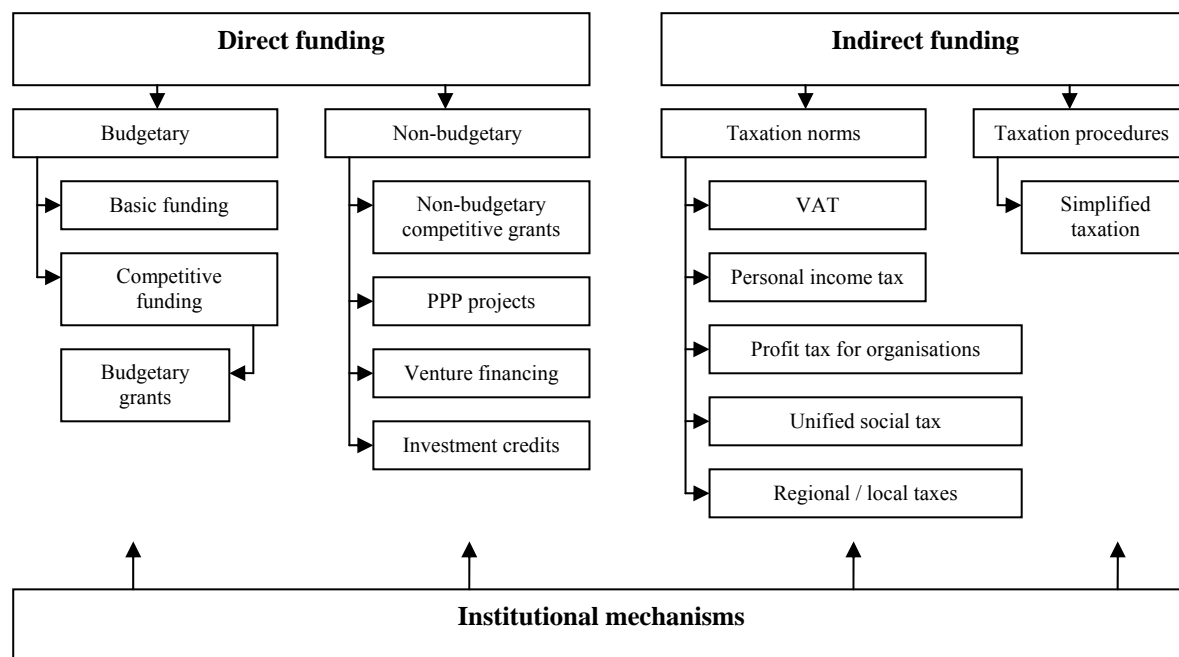 Direct funding
Indirect funding
Budgetary
Non-budgetary
Taxation norms
Taxation procedures
Basic funding
Competitive
funding
Budgetary
grants
Non-budgetary
competitive grants
PPP projects
Venture financing
Investment credits
VAT
Personal income tax
Profit tax for organisations
Unified social tax
Regional / local taxes
Simplified
taxation
Institutional mechanisms